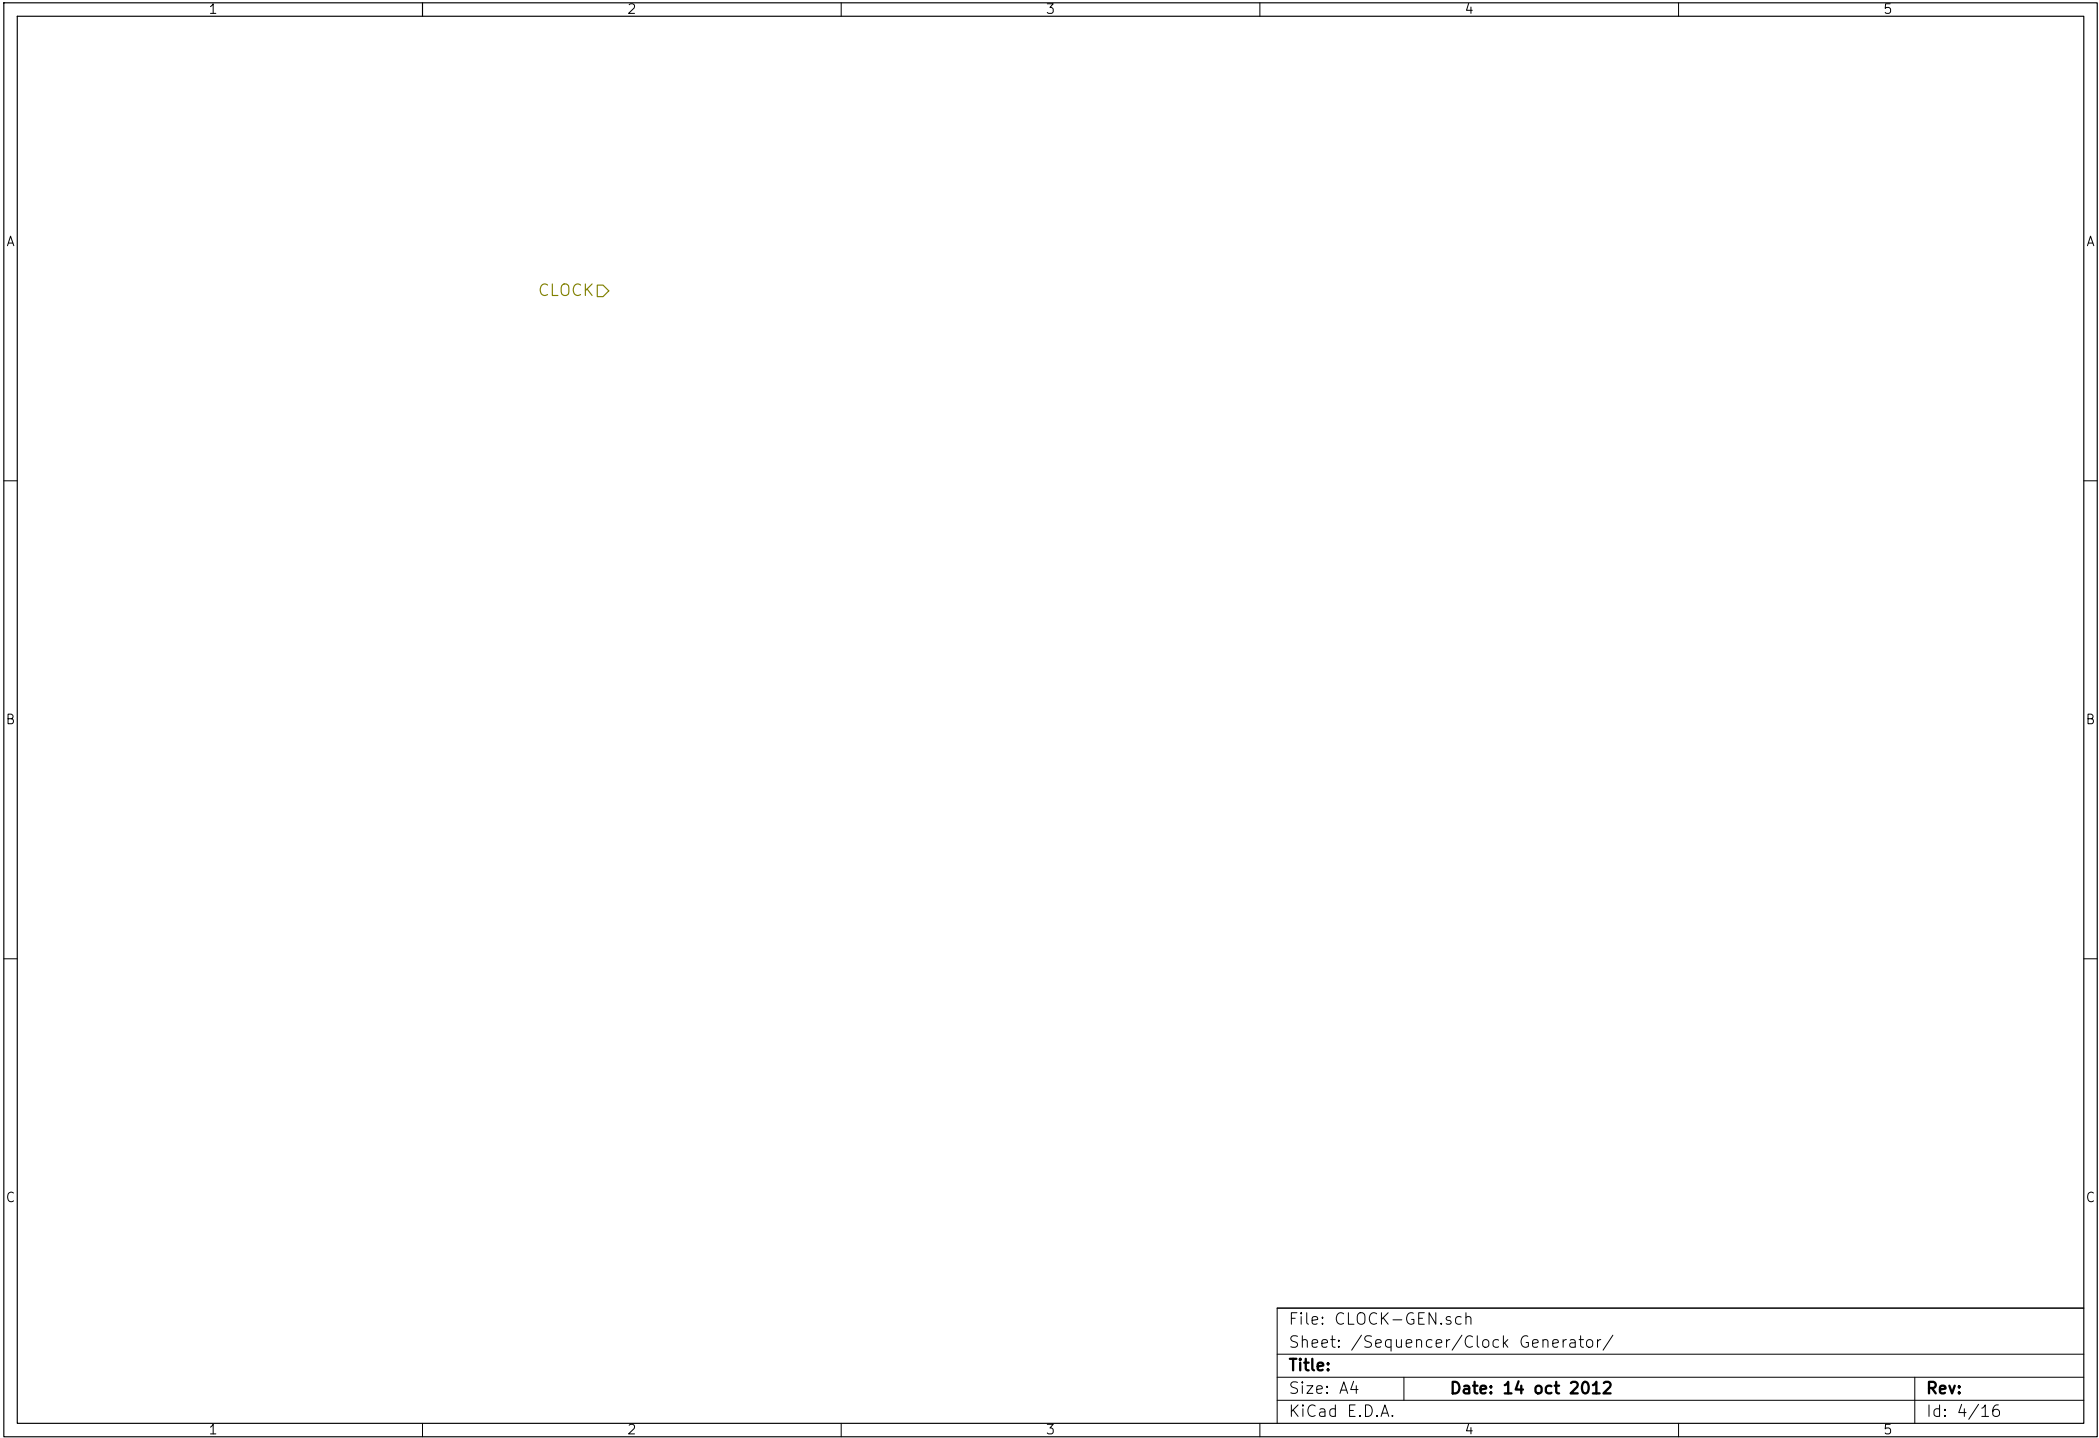 1 2 3 4 5
A A
CLOCK
B B
C C
File: CLOCK-GEN.sch
Sheet: /Sequencer/Clock Generator/
Title:
Size: A4 Date: 14 oct 2012 Rev:
KiCad E.D.A. Id: 4/16
1 2 3 4 5